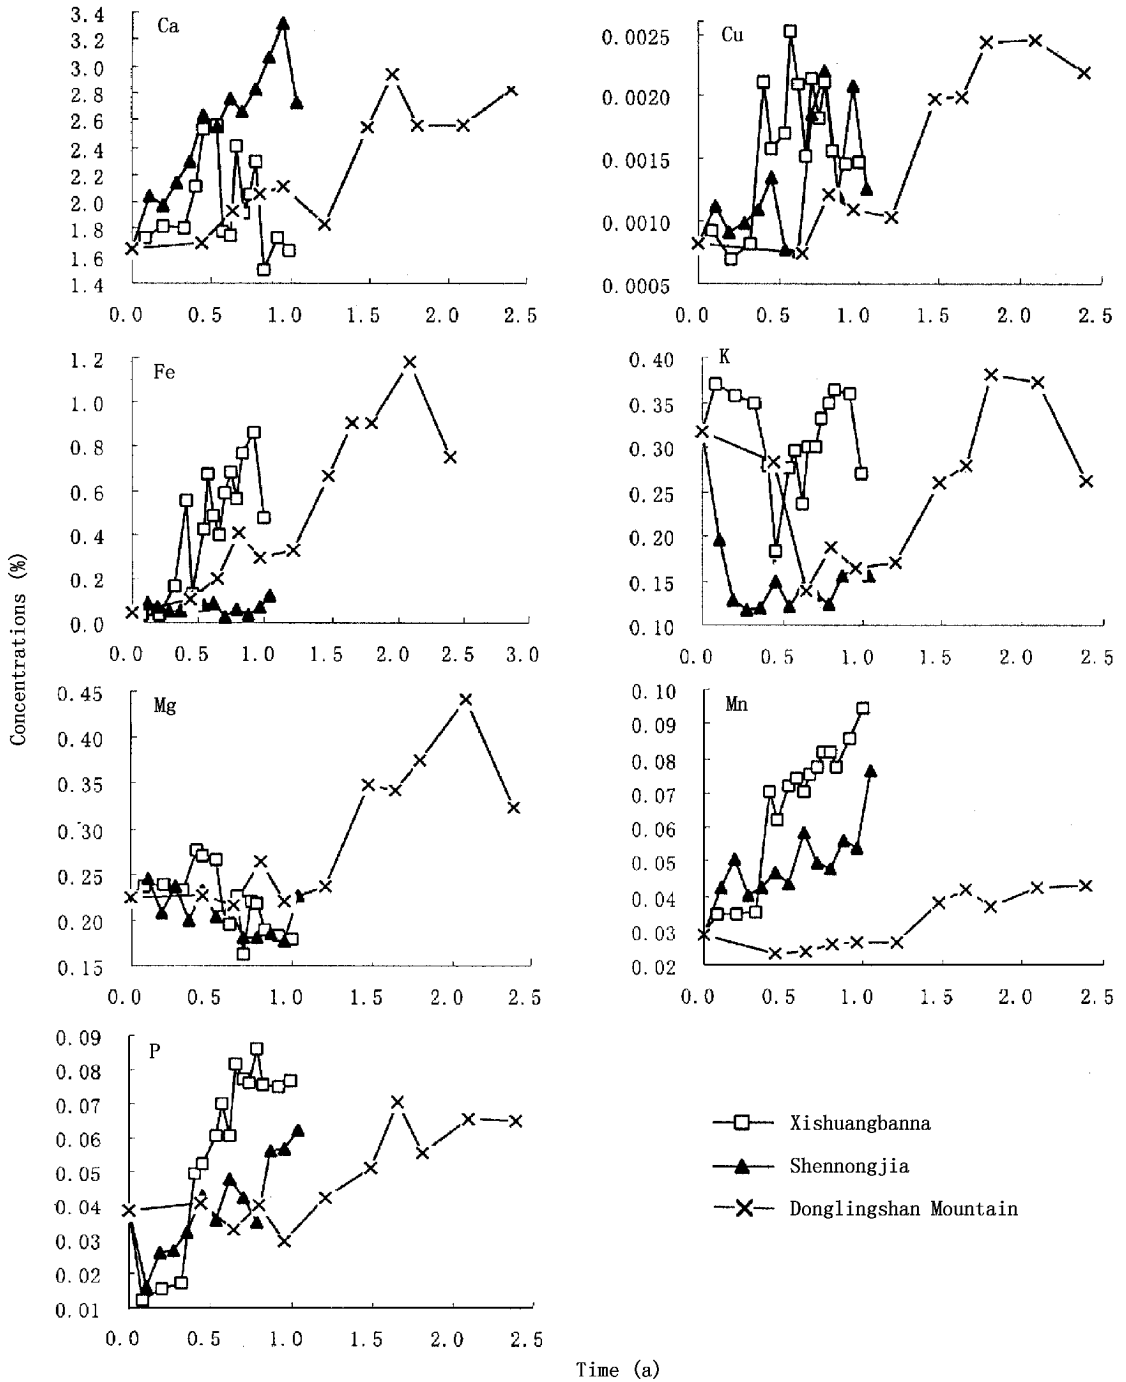 Ca
3.4
3.2
3.0
2.8
2.6
2.4
2.2
2.0
1.8
1.6
1.4
0.0 0.5 1.0 1.5 2.0 2.5
Cu
0.0025
0.0020
0.0015
0.0010
0.0005
0.0 0.5 1.0 1.5 2.0 2.5
Fe
1.2
1.0
0.8
0.6
0.4
0.2
0.0
0.0 0.5 1.0 1.5 2.0 2.5 3.0
K
0.40
0.35
0.30
0.25
0.20
0.15
0.10
0.0 0.5 1.0 1.5 2.0 2.5
Concentrations (%)
Mg
0.45
0.40
0.35
0.30
0.25
0.20
0.15
0.0 0.5 1.0 1.5 2.0 2.5
Mn
0.10
0.09
0.08
0.07
0.06
0.05
0.04
0.03
0.02
0.0 0.5 1.0 1.5 2.0 2.5
P
0.09
0.08
0.07
0.06
0.05
0.04
0.03
0.02
0.01
0.0 0.5 1.0 1.5 2.0 2.5
Xishuangbanna
Shennongjia
Donglingshan Mountain
Time (a)